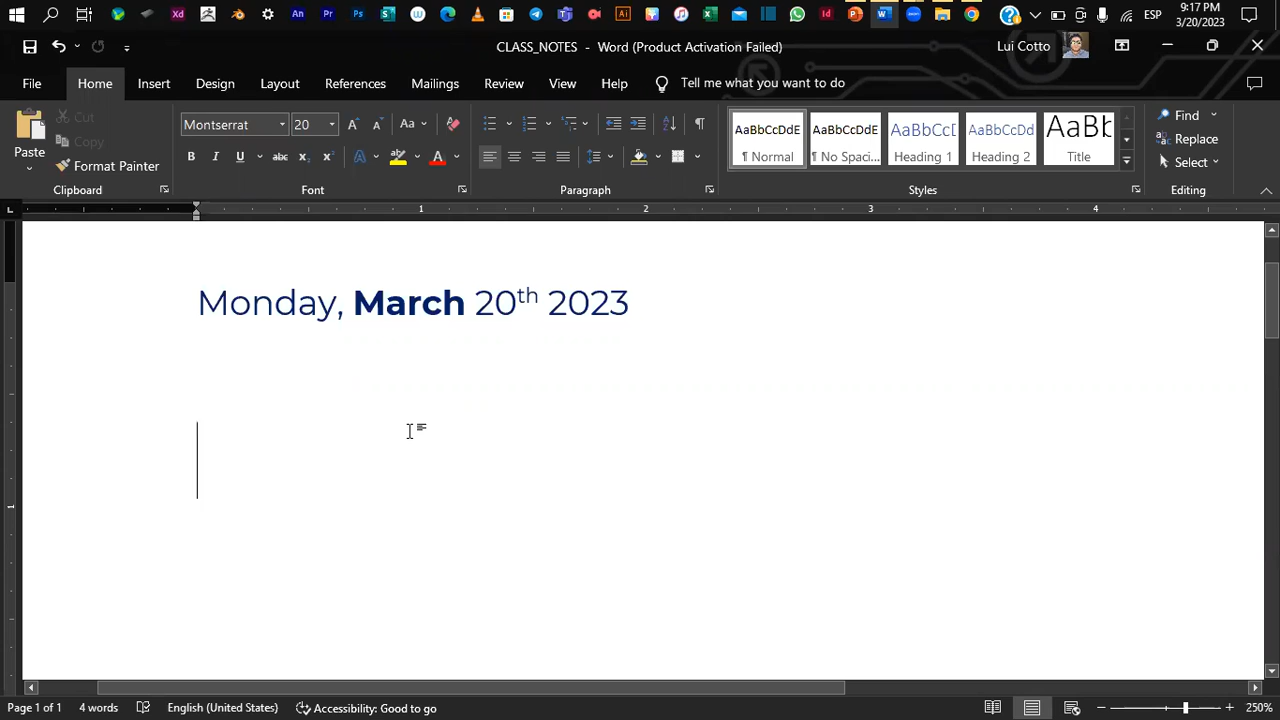 9:17 PM
ESP
3/20/2023
CLASS_NOTES - Word (Product Activation Failed)
Lui Cotto
File Home Insert Design Layout References Mailings Review View Help Tell me what you want to do
Paste
Cut
Copy
Format Painter
Clipboard
Montserrat 20
Font
Paragraph
AaBbCcDdE
¶ Normal
AaBbCcDdE
¶ No Spaci...
AaBbCc[
Heading 1
AaBbCcDd
Heading 2
AaBb
Title
Styles
Find
Replace
Select
Editing
1 2 3 4
Monday, March 20th 2023
1
Page 1 of 1 4 words English (United States) Accessibility: Good to go 250%